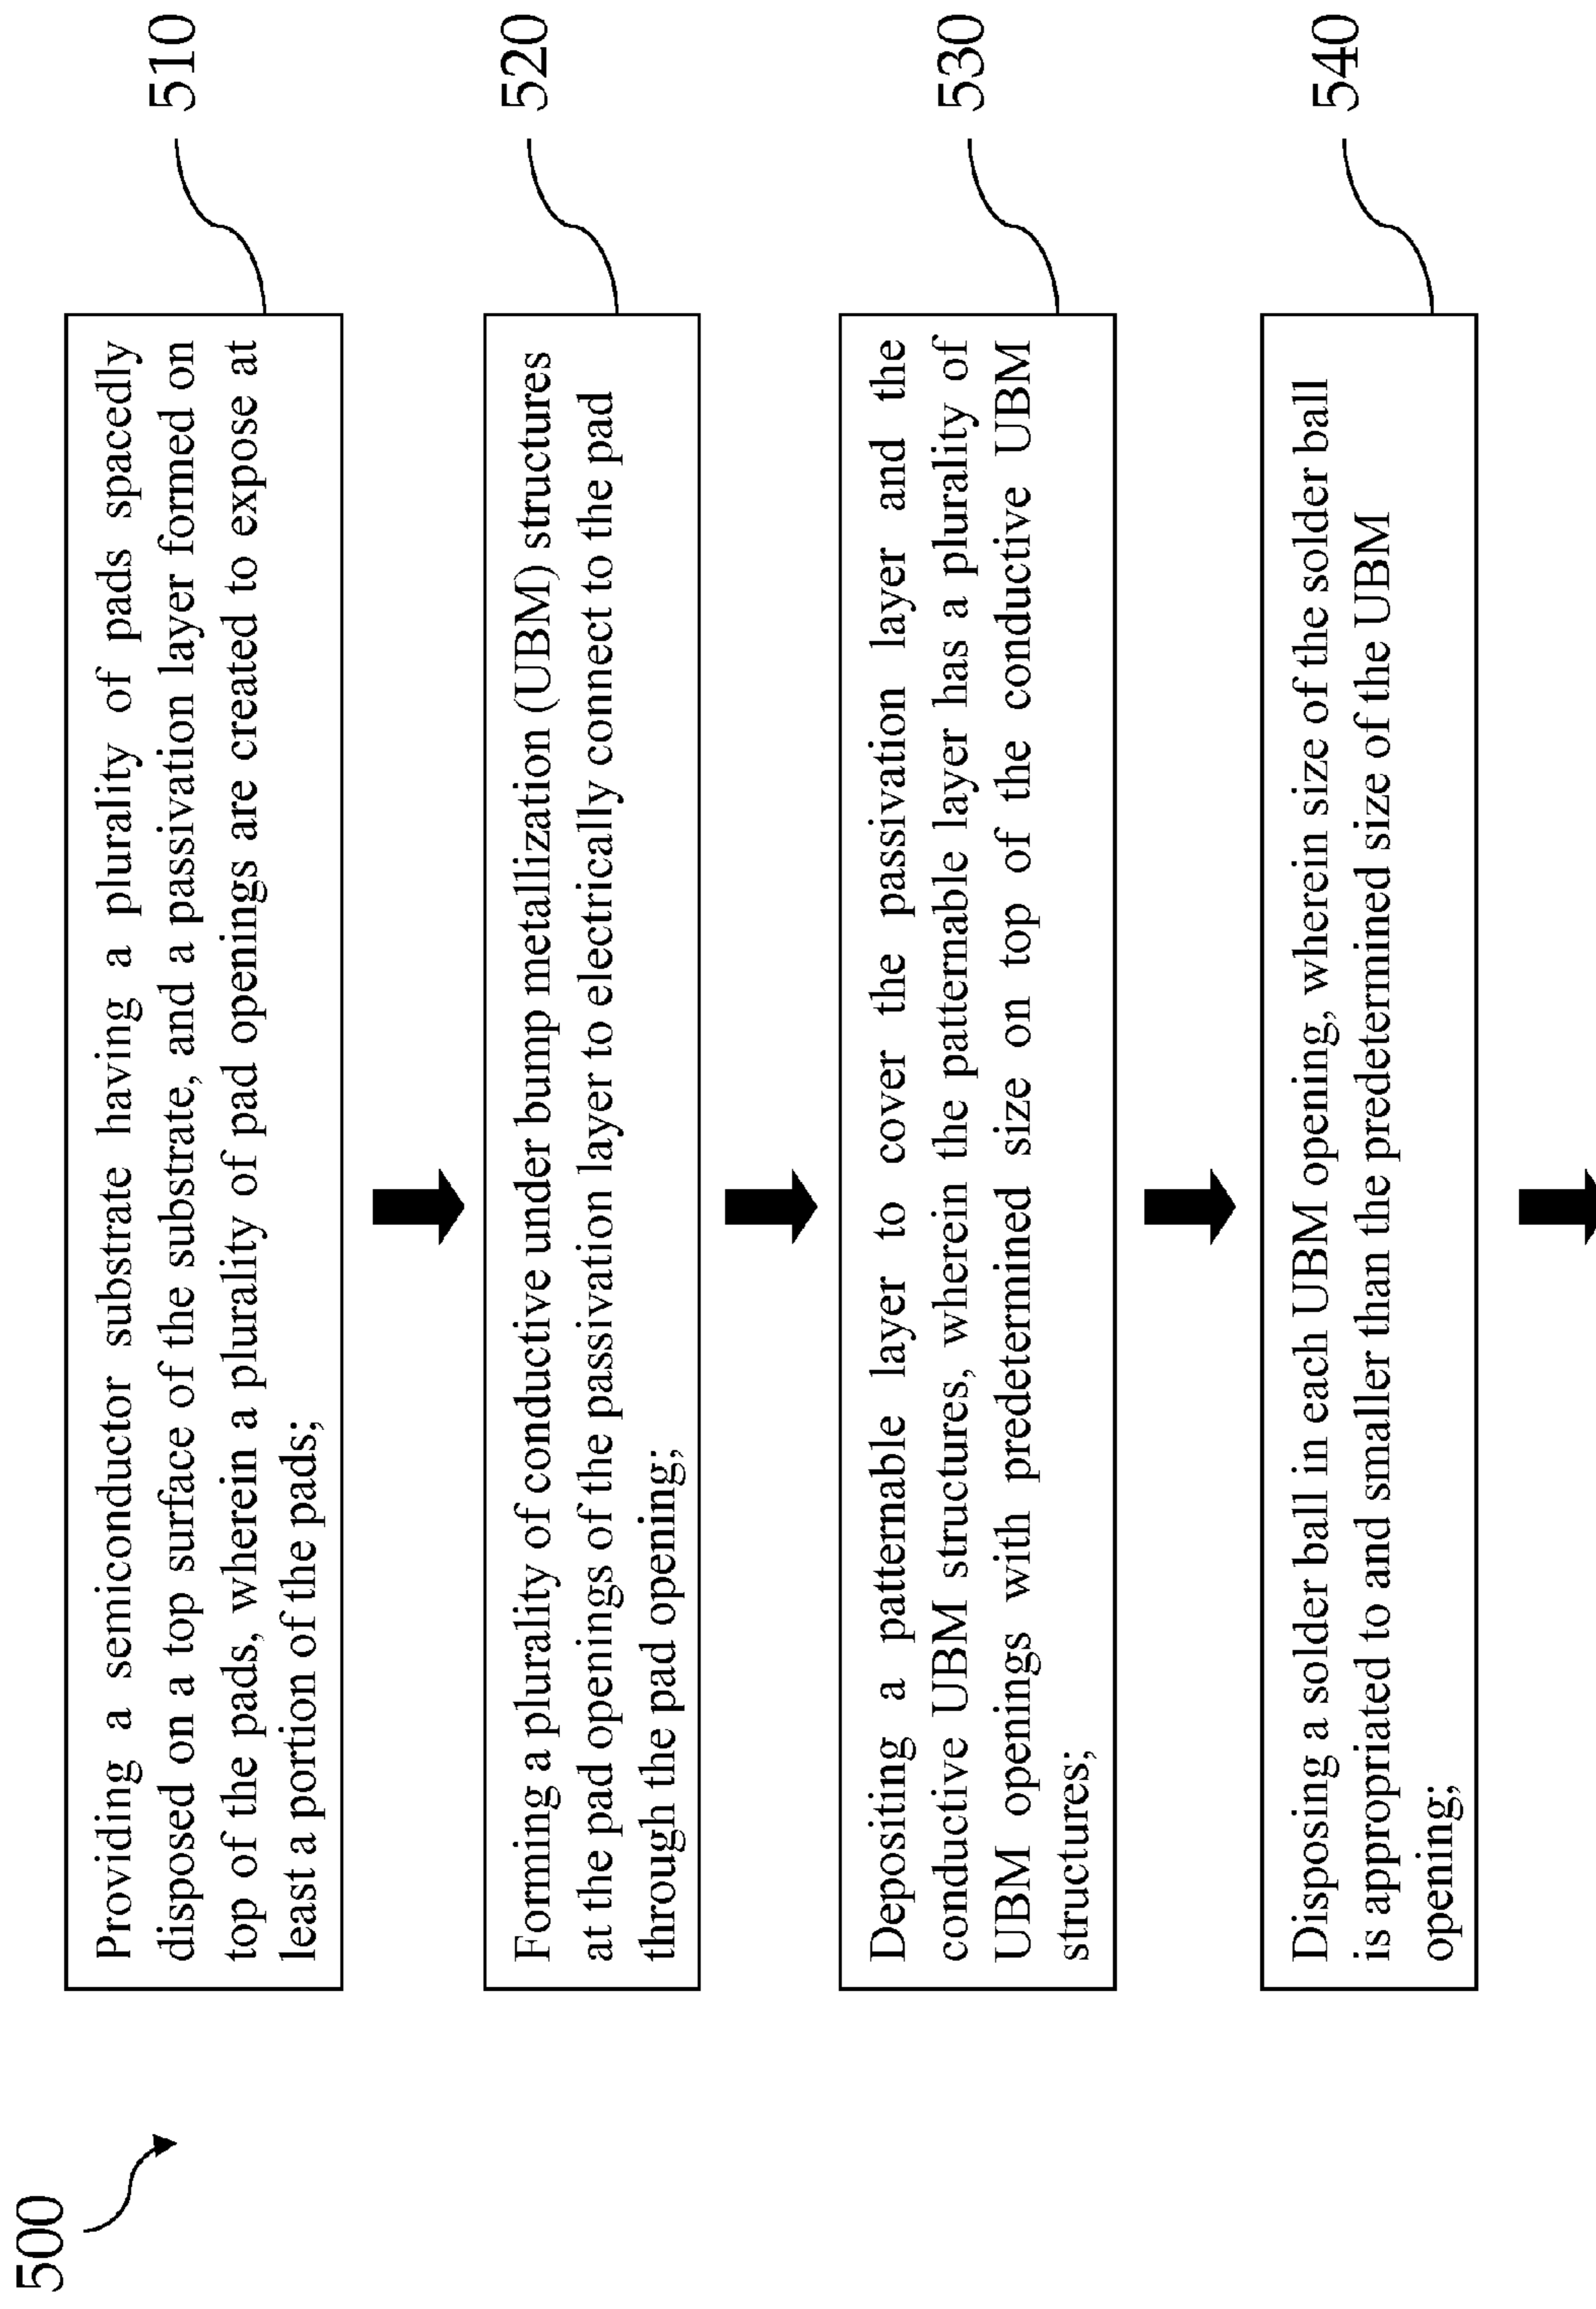 500
Providing a semiconductor substrate having a plurality of pads spacedly
disposed on a top surface of the substrate, and a passivation layer formed on
top of the pads, wherein a plurality of pad openings are created to expose at
least a portion of the pads;
510
Forming a plurality of conductive under bump metallization (UBM) structures
at the pad openings of the passivation layer to electrically connect to the pad
through the pad opening;
520
Depositing a patternable layer to cover the passivation layer and the
conductive UBM structures, wherein the patternable layer has a plurality of
UBM openings with predetermined size on top of the conductive UBM
structures;
530
Disposing a solder ball in each UBM opening, wherein size of the solder ball
is appropriated to and smaller than the predetermined size of the UBM
opening;
540